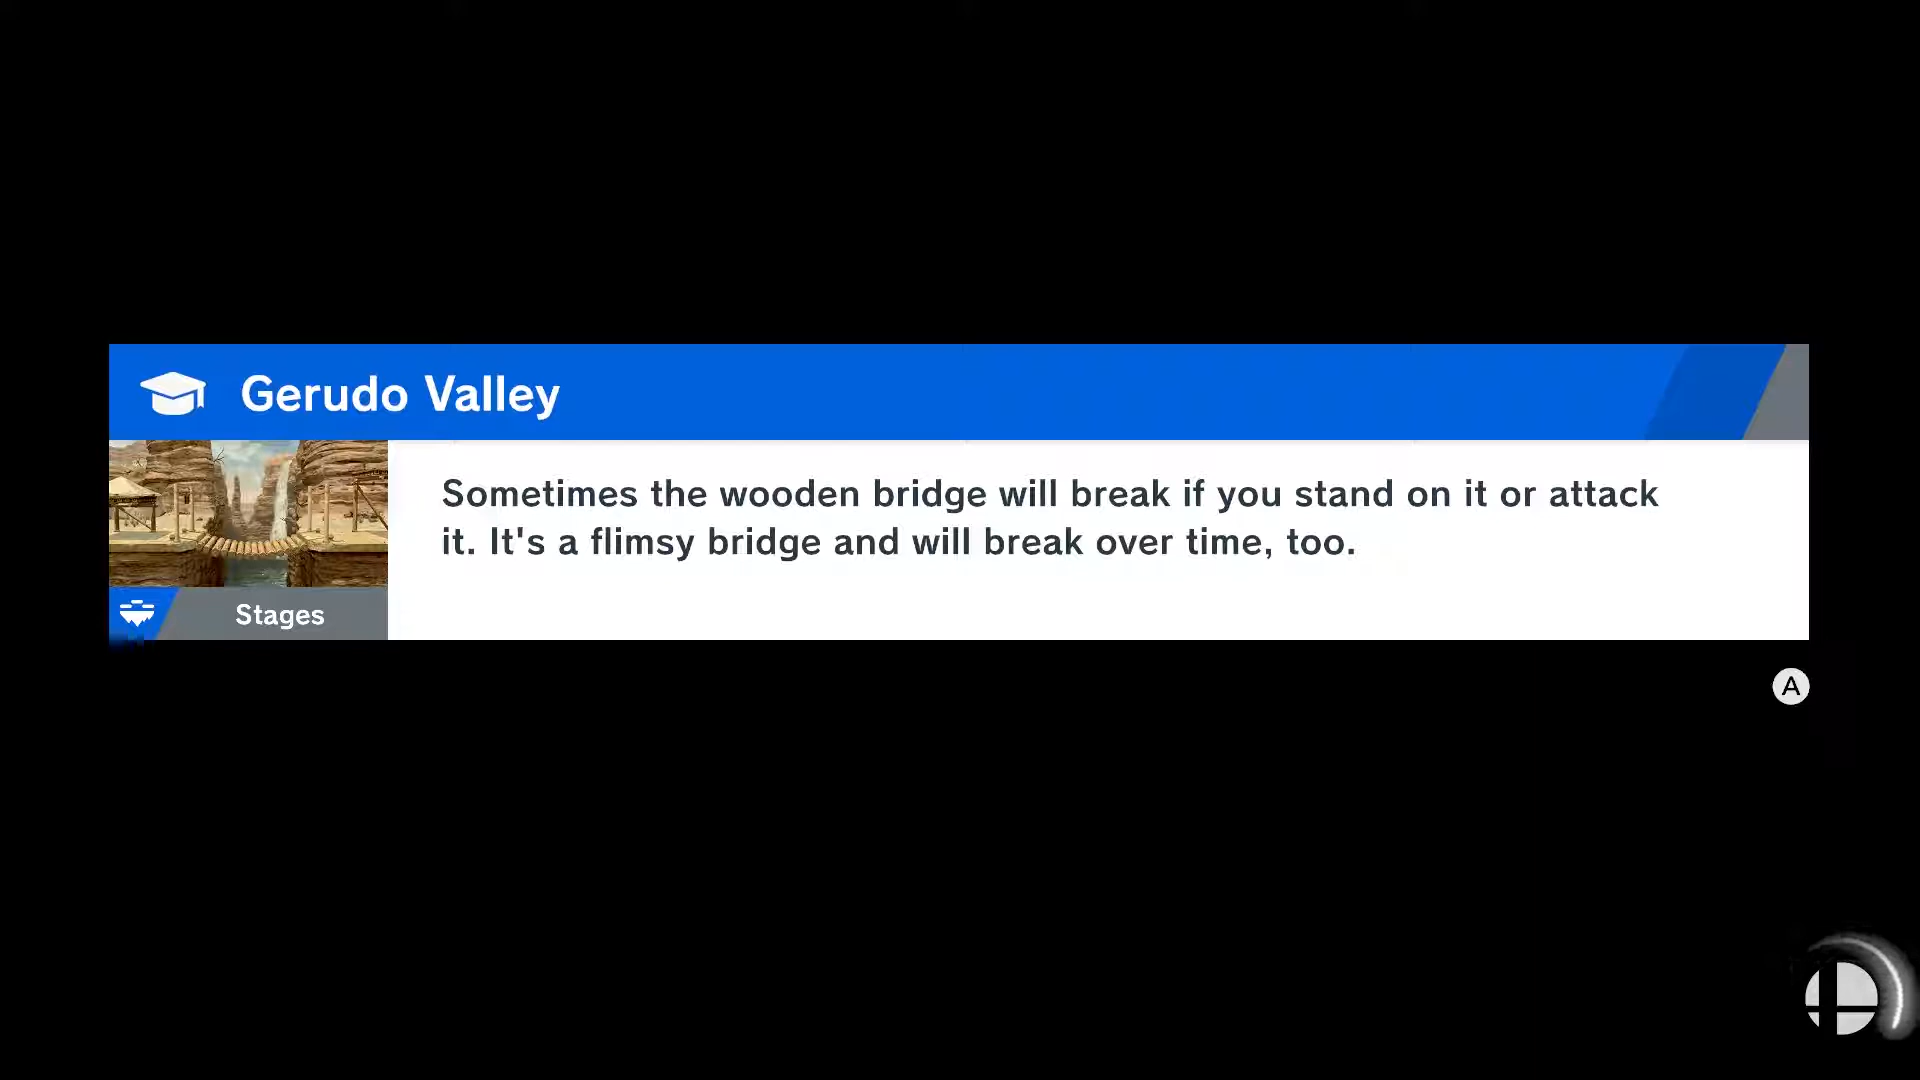 Gerudo Valley
Sometimes the wooden bridge will break if you stand on it or attack
it. It's a flimsy bridge and will break over time, too.
Stages
A